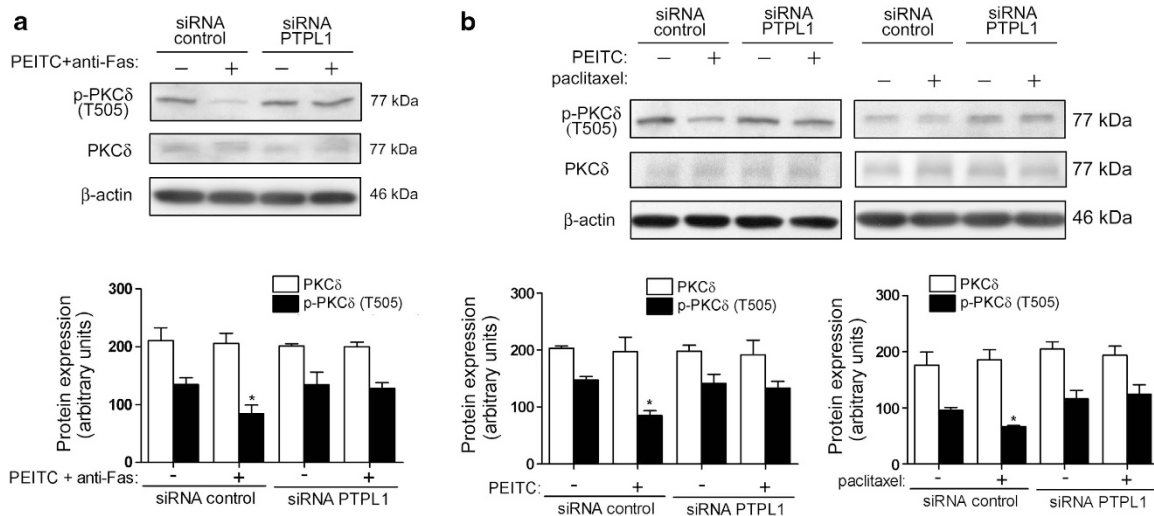 a
siRNA control siRNA PTPL1
PEITC+anti-Fas: – + – +
p-PKCδ (T505) 77 kDa
PKCδ 77 kDa
β-actin 46 kDa
Protein expression (arbitrary units)
300
200
100
0
PKCδ
p-PKCδ (T505)
*
PEITC + anti-Fas: - + - +
siRNA control siRNA PTPL1
b
siRNA control siRNA PTPL1 siRNA control siRNA PTPL1
PEITC: – + – +
paclitaxel: – + – +
p-PKCδ (T505) 77 kDa
PKCδ 77 kDa
β-actin 46 kDa
Protein expression (arbitrary units)
300
200
100
0
PKCδ
p-PKCδ (T505)
*
PEITC: - + - +
siRNA control siRNA PTPL1
Protein expression (arbitrary units)
300
200
100
0
PKCδ
p-PKCδ (T505)
*
paclitaxel: - + - +
siRNA control siRNA PTPL1